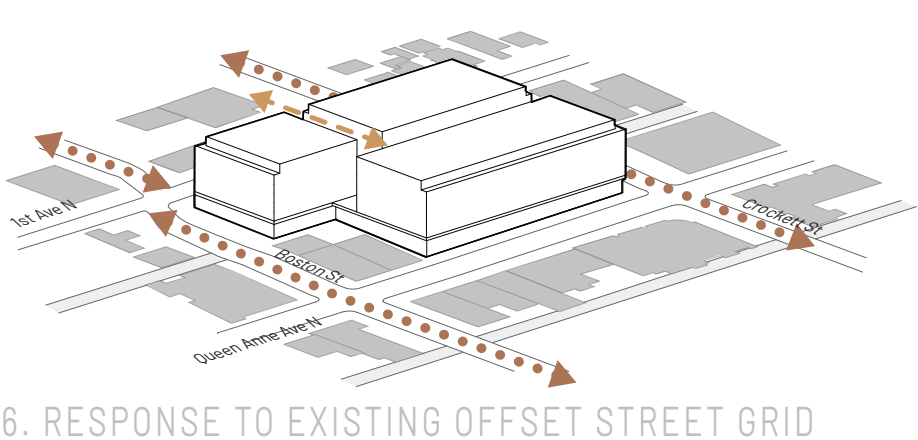 1st Ave N
Crockett St
Boston St
Queen Anne Ave N
6. RESPONSE TO EXISTING OFFSET STREET GRID